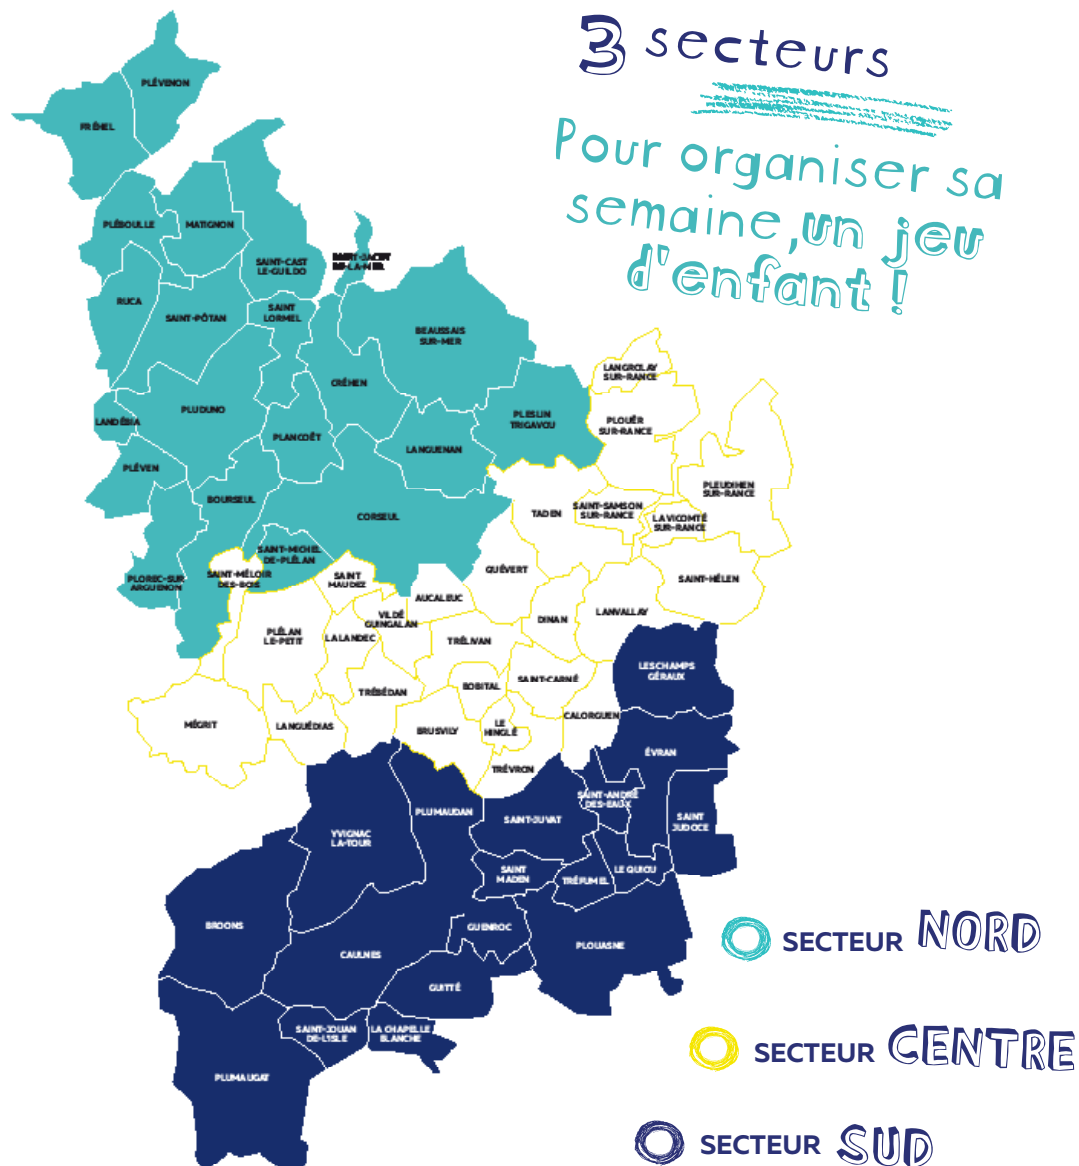 3 secteurs
Pour organiser sa
semaine, un jeu
d'enfant !
PLÉVENON
FRÉHEL
PLÉBOULLE
MATIGNON
SAINT-CAST
LE-GUILDO
RUCA
SAINT-PÔTAN
SAINT
LORMEL
BEAUSSAIS
SUR-MER
CRÉHEN
LANGROLAY
SUR-RANCE
PLUDUNO
LANDÉBIA
PLESLIN
TRIGAVOU
PLOUËR
SUR-RANCE
PLANCOËT
LANGUENAN
PLÉVEN
PLEUDIHEN
SUR-RANCE
BOURSEUL
CORSEUL
TADEN
SAINT-SAMSON
SUR-RANCE
LA VICOMTÉ
SUR-RANCE
SAINT-MICHEL
DE-PLÉLAN
PLOREC-SUR
ARGUENON
SAINT-MÉLOIR
DES-BOIS
SAINT
MAUDEZ
QUÉVERT
SAINT-HÉLEN
AUCALEUC
VILDÉ
GUINGALAN
DINAN
LANVALLAY
PLÉLAN
LE-PETIT
LA LANDEC
TRÉLIVAN
LES CHAMPS
GÉRAUX
SAINT-CARNÉ
BOBITAL
TRÉBÉDAN
CALORGUEN
MÉGRIT
LANGUÉDIAS
BRUSVILY
LE
HINGLÉ
ÉVRAN
TRÉVRON
SAINT-ANDRÉ
DES-EAUX
PLUMAUDAN
SAINT-JUVAT
SAINT
JUDOCE
YVIGNAC
LA-TOUR
SAINT
MADEN
TRÉFUMEL
LE QUIOU
BROONS
GUENROC
PLOUASNE
CAULNES
GUITTÉ
SAINT-JOUAN
DE-L'ISLE
LA CHAPELLE
BLANCHE
PLUMAUGAT
SECTEUR NORD
SECTEUR CENTRE
SECTEUR SUD